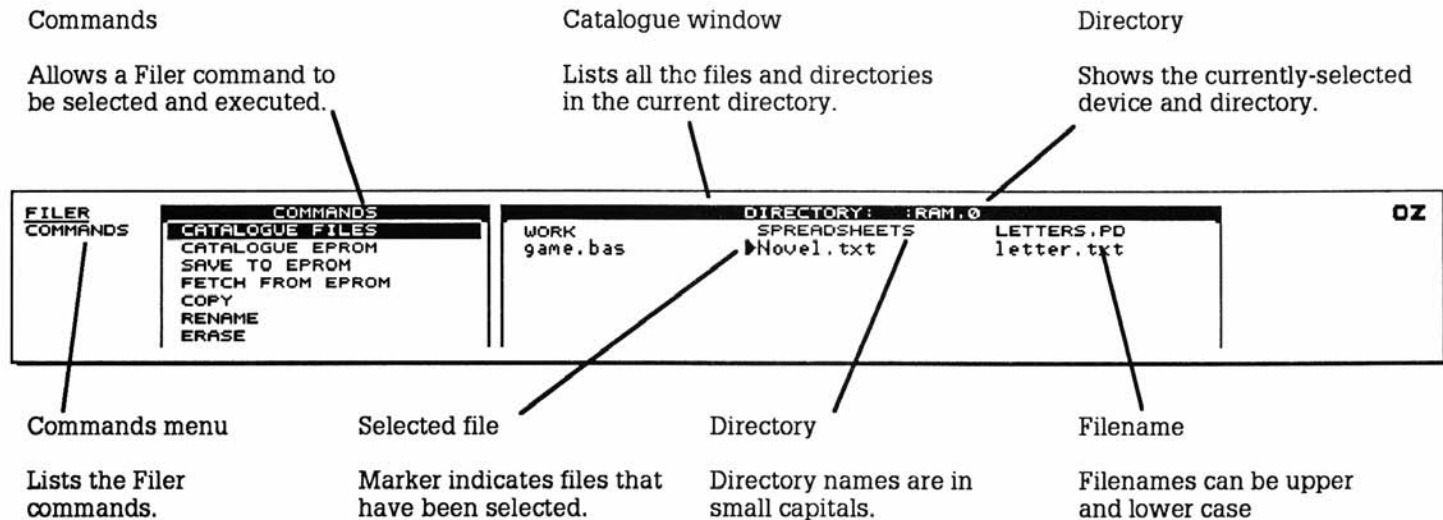 Commands
Allows a Filer command to
be selected and executed.
Catalogue window
Lists all the files and directories
in the current directory.
Directory
Shows the currently-selected
device and directory.
FILER
COMMANDS
COMMANDS
CATALOGUE FILES
CATALOGUE EPROM
SAVE TO EPROM
FETCH FROM EPROM
COPY
RENAME
ERASE
DIRECTORY: :RAM.0
WORK SPREADSHEETS LETTERS.PD
game.bas Novel.txt letter.txt
OZ
Commands menu
Lists the Filer
commands.
Selected file
Marker indicates files that
have been selected.
Directory
Directory names are in
small capitals.
Filename
Filenames can be upper
and lower case